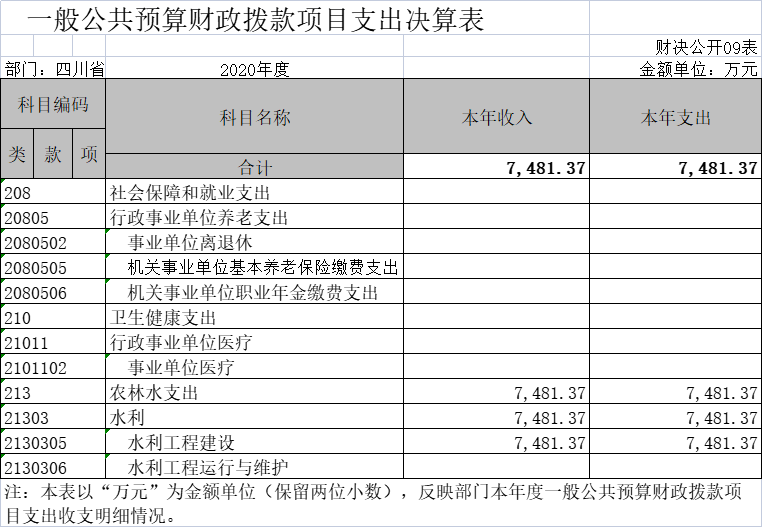 一般公共预算财政拨款项目支出决算表
财决公开09表
部门：四川省 2020年度 金额单位：万元
科目编码 科目名称 本年收入 本年支出
类 款 项
合计 7,481.37 7,481.37
208 社会保障和就业支出
20805 行政事业单位养老支出
2080502 事业单位离退休
2080505 机关事业单位基本养老保险缴费支出
2080506 机关事业单位职业年金缴费支出
210 卫生健康支出
21011 行政事业单位医疗
2101102 事业单位医疗
213 农林水支出 7,481.37 7,481.37
21303 水利 7,481.37 7,481.37
2130305 水利工程建设 7,481.37 7,481.37
2130306 水利工程运行与维护
注：本表以“万元”为金额单位（保留两位小数），反映部门本年度一般公共预算财政拨款项
目支出收支明细情况。